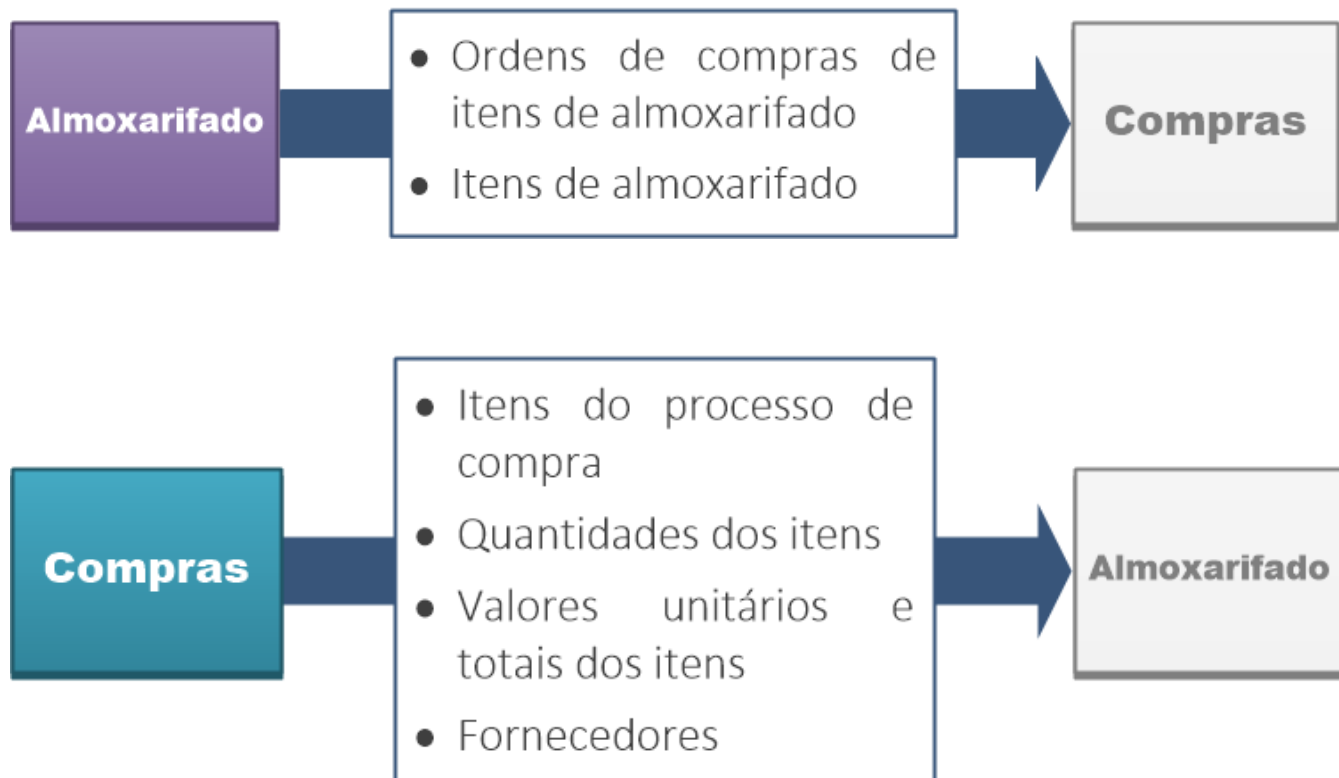 Almoxarifado
● Ordens de compras de
itens de almoxarifado
● Itens de almoxarifado
Compras
Compras
● Itens do processo de
compra
● Quantidades dos itens
● Valores unitários e
totais dos itens
● Fornecedores
Almoxarifado